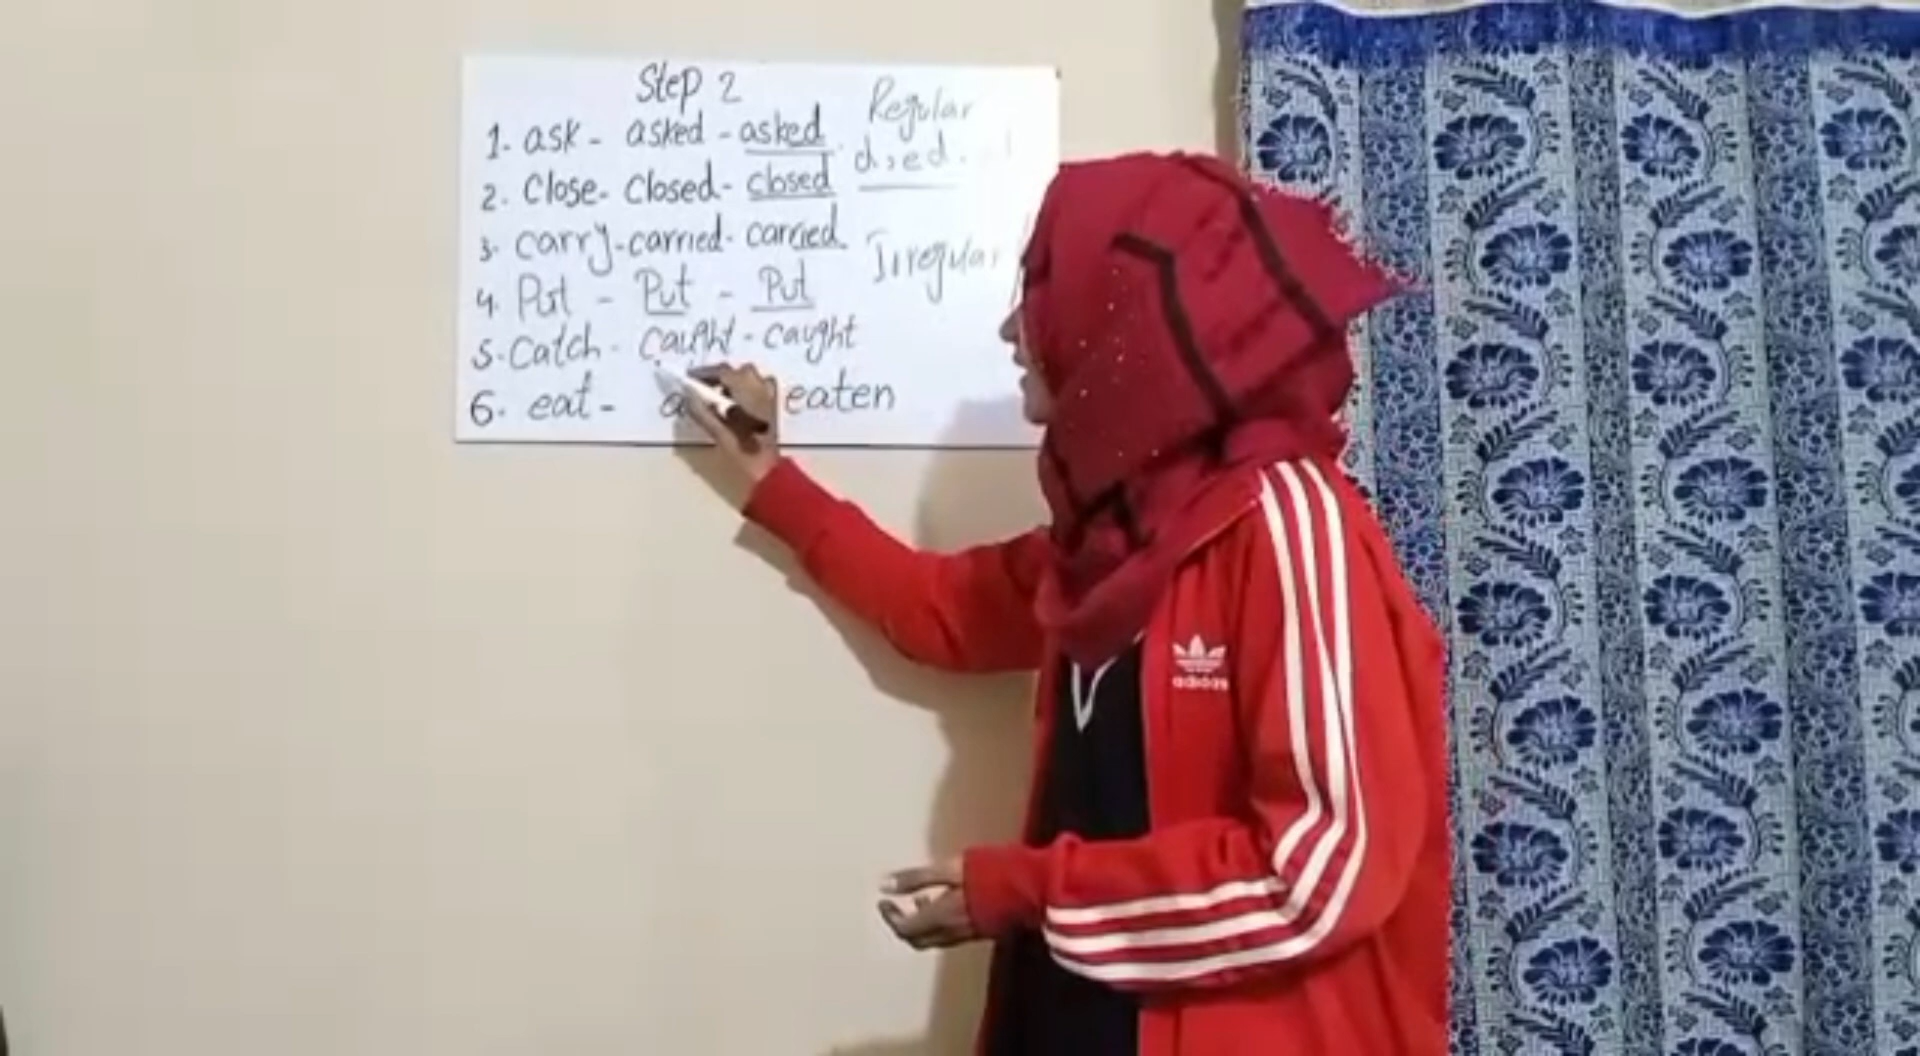 Step 2
1. ask - asked - asked.
Regular
2. Close - Closed - closed
d, ed.
3. carry - carried - carried
Irregular
4. Put - Put - Put
5. Catch - caught - caught
6. eat - eaten
adidas